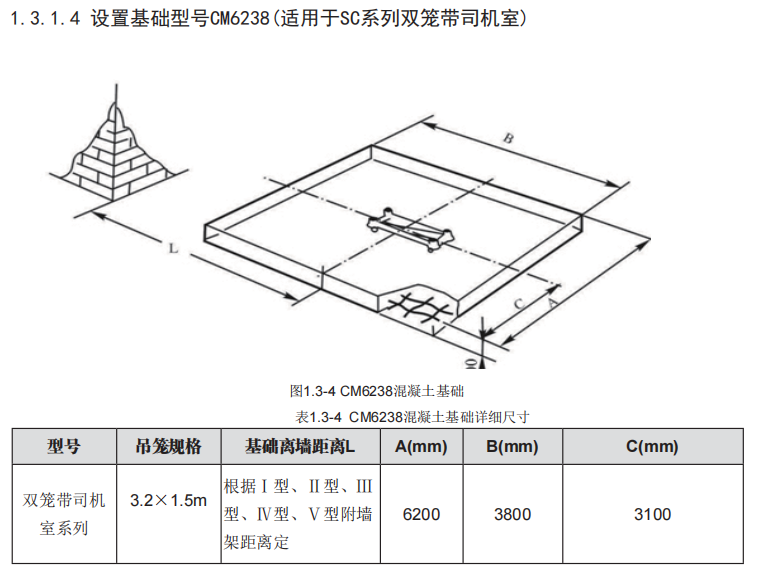 1.3.1.4 设置基础型号CM6238(适用于SC系列双笼带司机室)
B
L
C
A
图1.3-4 CM6238混凝土基础
表1.3-4 CM6238混凝土基础详细尺寸
型号 吊笼规格 基础离墙距离L A(mm) B(mm) C(mm)
双笼带司机
室系列
3.2×1.5m
根据Ⅰ型、Ⅱ型、Ⅲ
型、Ⅳ型、Ⅴ型附墙
架距离定
6200 3800 3100